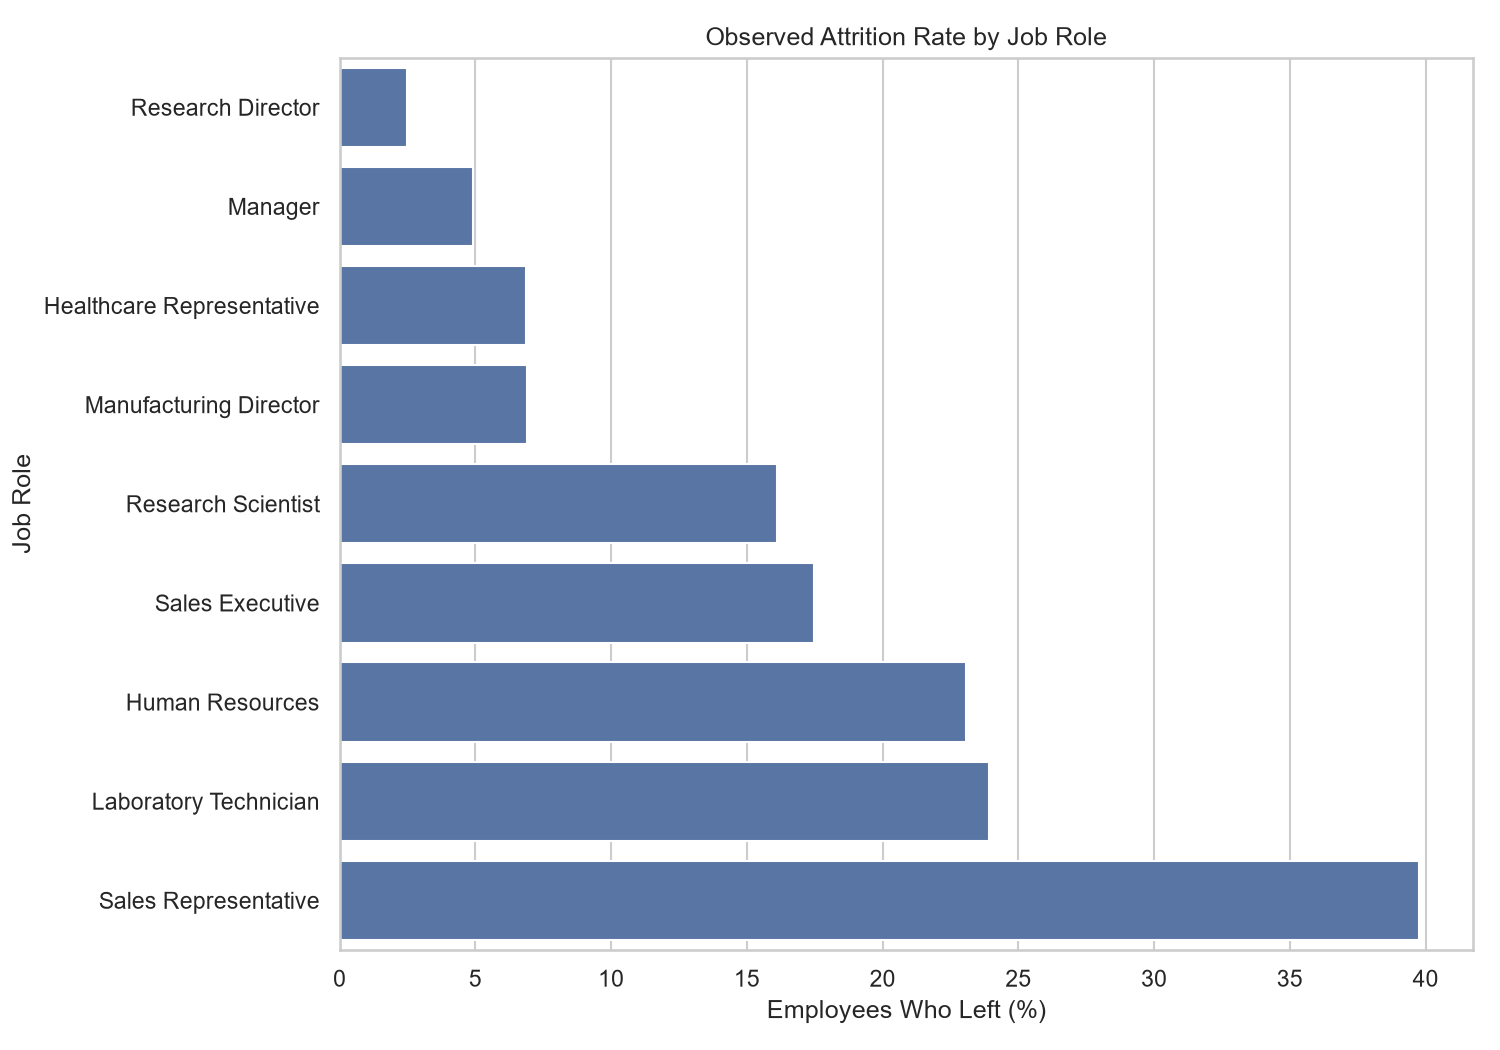 Observed Attrition Rate by Job Role
Research Director
Manager
Healthcare Representative
Manufacturing Director
Research Scientist
Sales Executive
Human Resources
Laboratory Technician
Sales Representative
Job Role
0 5 10 15 20 25 30 35 40
Employees Who Left (%)